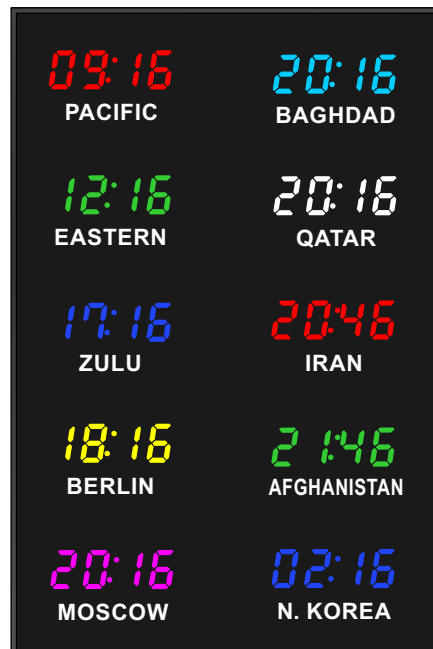 09:16
PACIFIC
12:16
EASTERN
17:16
ZULU
18:16
BERLIN
20:16
MOSCOW
20:16
BAGHDAD
20:16
QATAR
20:46
IRAN
21:46
AFGHANISTAN
02:16
N. KOREA